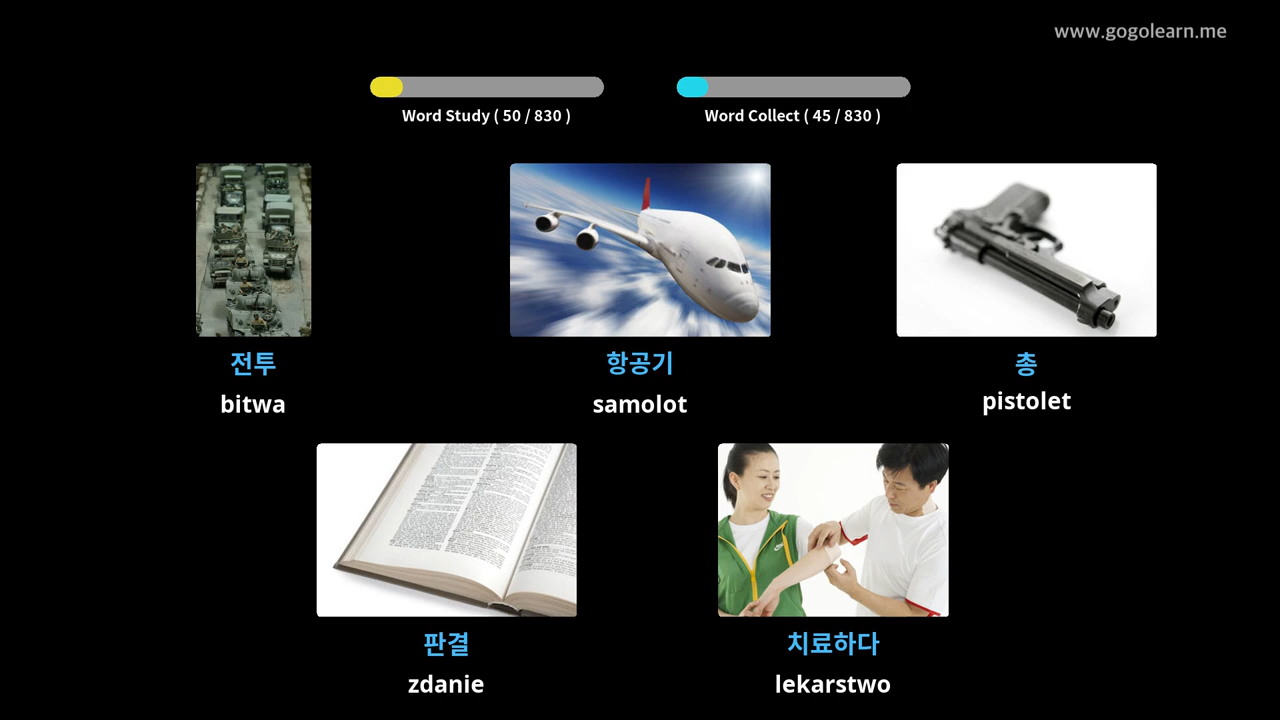 www.gogolearn.me
Word Study ( 50 / 830 )
Word Collect ( 45 / 830 )
전투
bitwa
항공기
samolot
총
pistolet
판결
zdanie
치료하다
lekarstwo